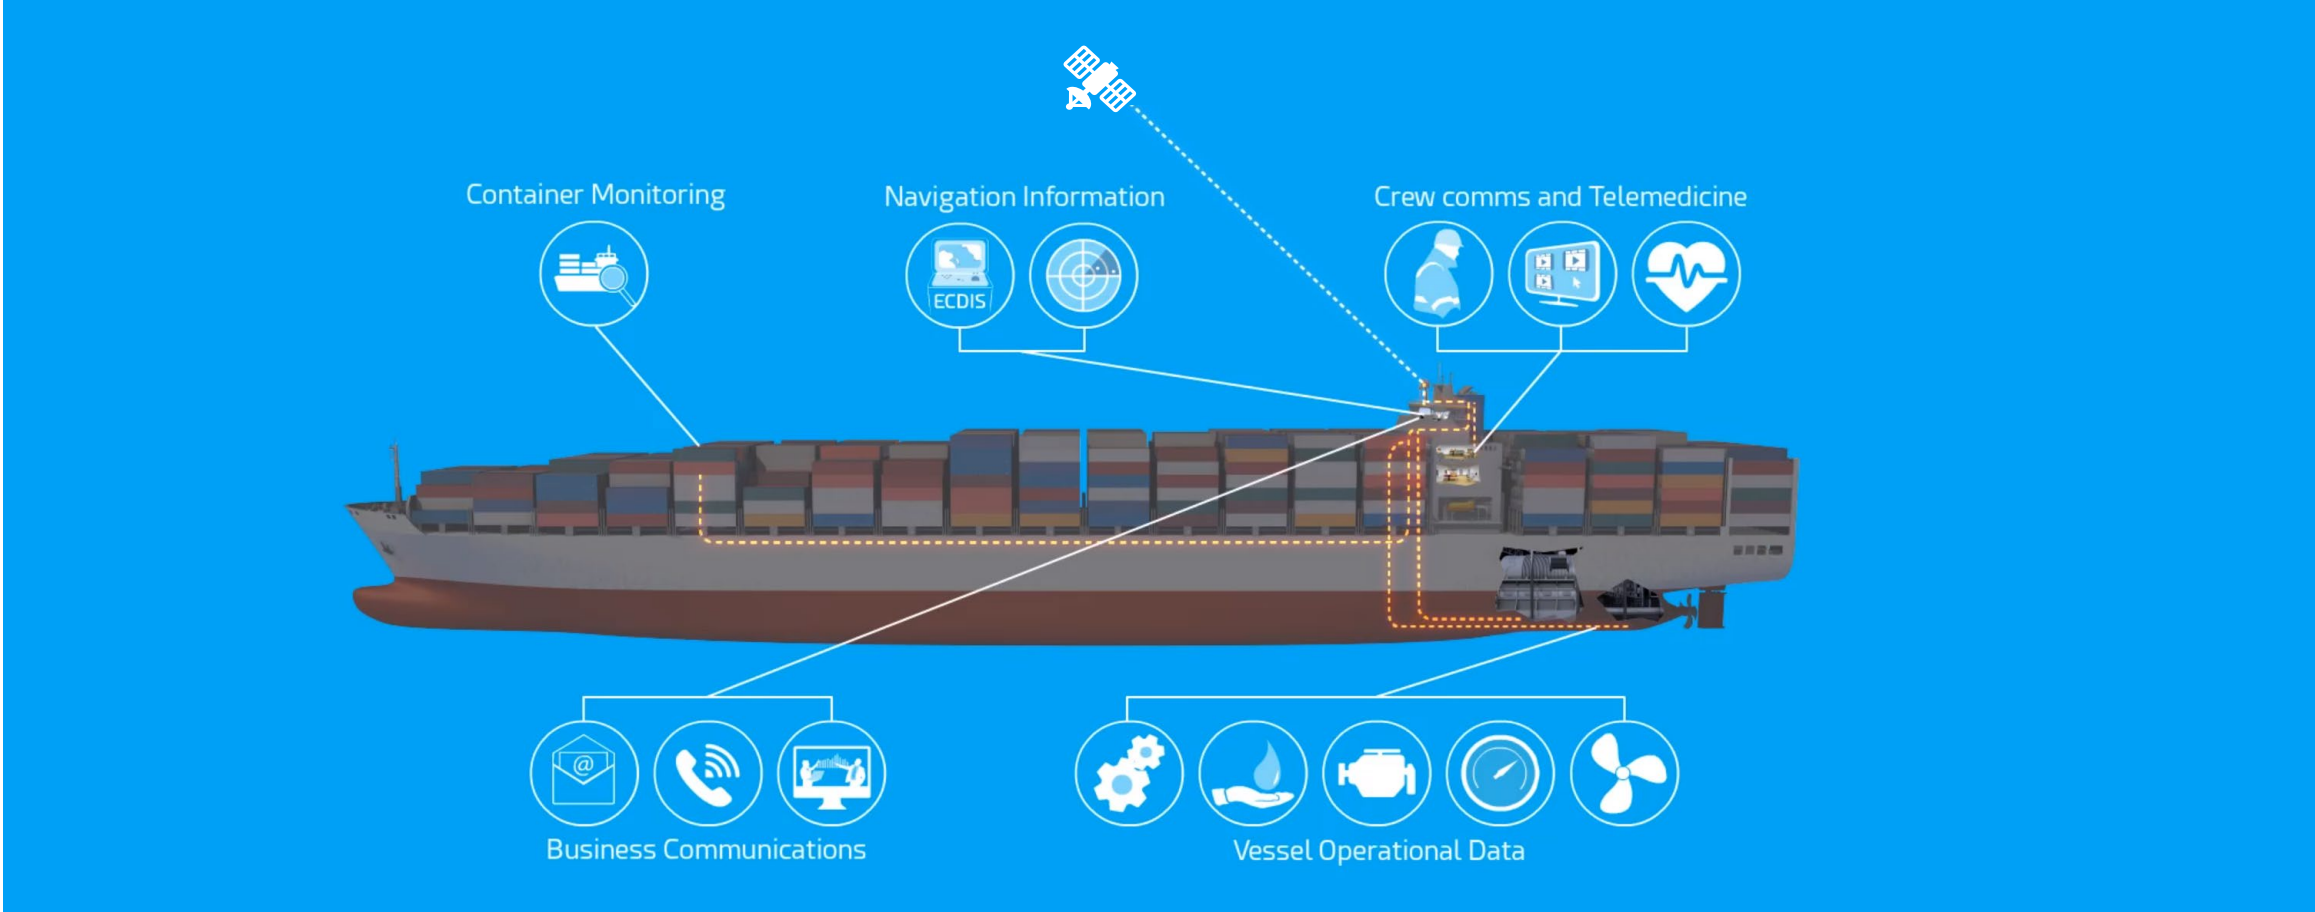 Container Monitoring
Navigation Information
Crew comms and Telemedicine
ECDIS
@
Business Communications
Vessel Operational Data